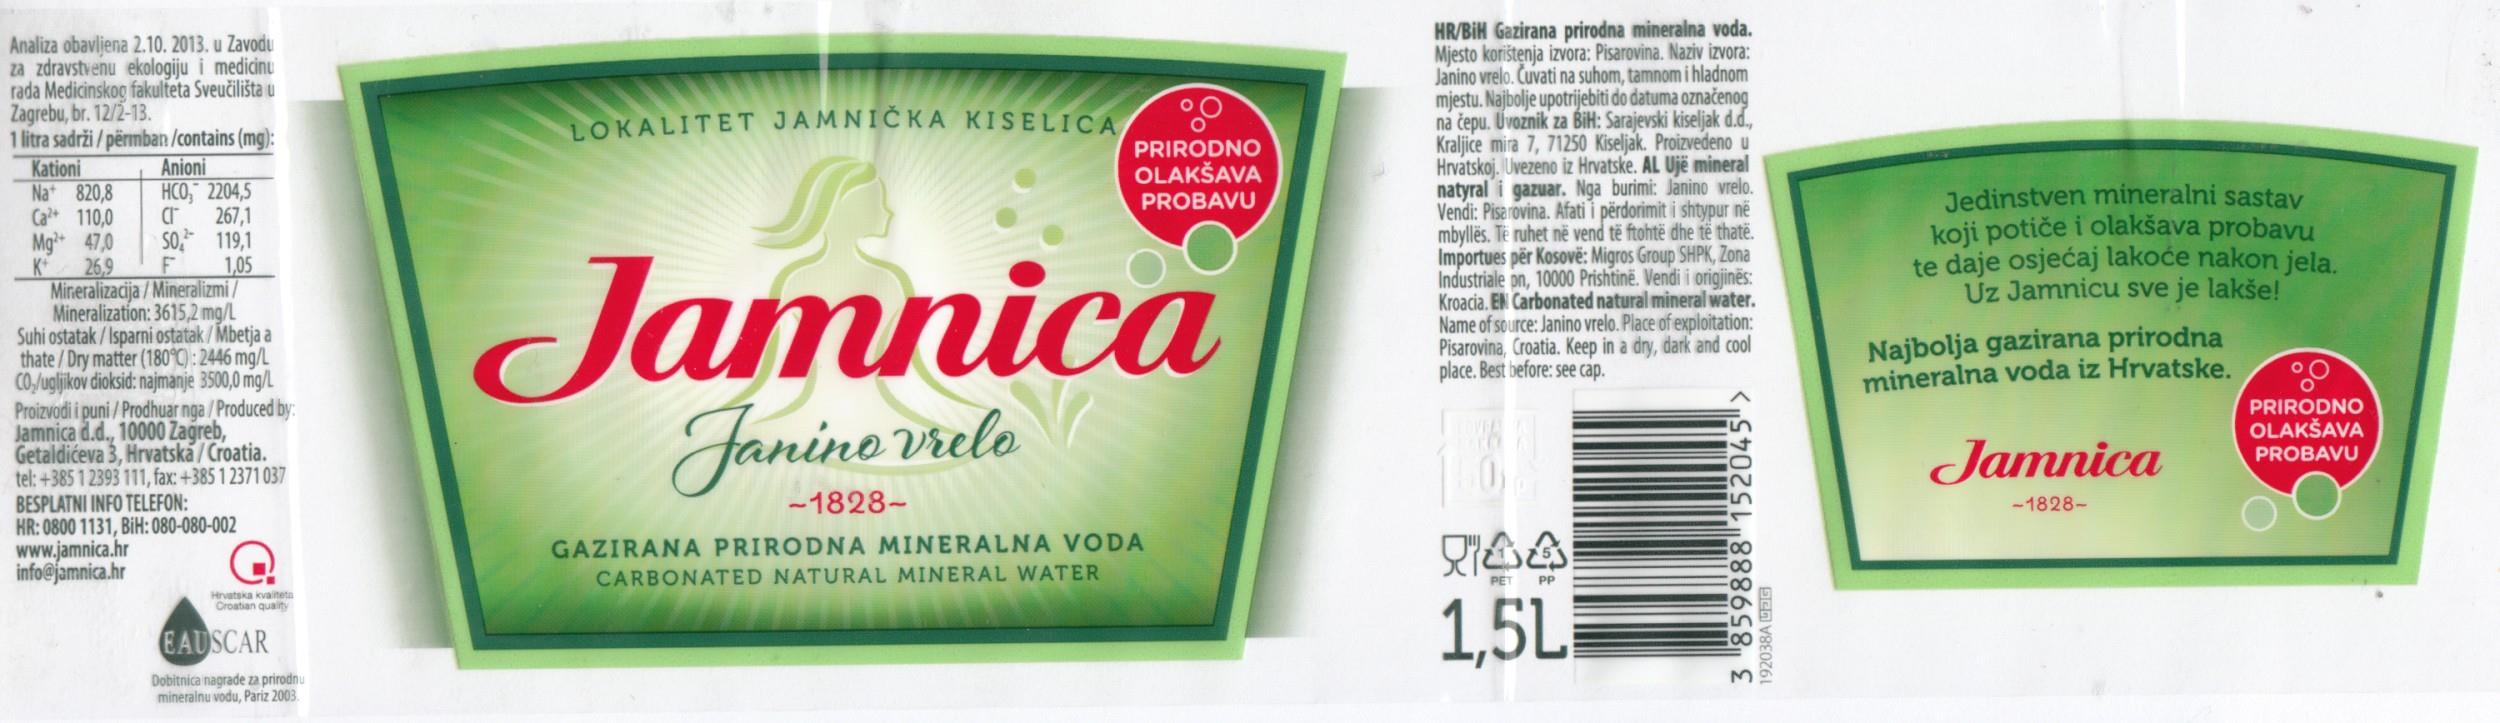 Analiza obavljena 2.10. 2013. u Zavodu
za zdravstvenu ekologiju i medicinu
rada Medicinskog fakulteta Sveučilišta u
Zagrebu, br. 12/2-13.
1 litra sadrži / përmban /contains (mg):
Kationi Anioni
Na⁺ 820,8 HCO₃⁻ 2204,5
Ca²⁺ 110,0 Cl⁻ 267,1
Mg²⁺ 47,0 SO₄²⁻ 119,1
K⁺ 26,9 F⁻ 1,05
Mineralizacija / Mineralizmi /
Mineralization: 3615,2 mg/L
Suhi ostatak / Isparni ostatak / Mbetja a
thate / Dry matter (180°C) : 2446 mg/L
CO₂/ugljikov dioksid: najmanje 3500,0 mg/L
Proizvodi i puni / Prodhuar nga / Produced by:
Jamnica d.d., 10000 Zagreb,
Getaldićeva 3, Hrvatska / Croatia.
tel: +385 1 2393 111, fax: +385 1 2371 037
BESPLATNI INFO TELEFON:
HR: 0800 1131, BiH: 080-080-002
www.jamnica.hr
info@jamnica.hr
Hrvatska kvaliteta
Croatian quality
EAUSCAR
Dobitnica nagrade za prirodnu
mineralnu vodu, Pariz 2003.
LOKALITET JAMNIČKA KISELICA
PRIRODNO
OLAKŠAVA
PROBAVU
Jamnica
Janino vrelo
~1828~
GAZIRANA PRIRODNA MINERALNA VODA
CARBONATED NATURAL MINERAL WATER
HR/BiH Gazirana prirodna mineralna voda.
Mjesto korištenja izvora: Pisarovina. Naziv izvora:
Janino vrelo. Čuvati na suhom, tamnom i hladnom
mjestu. Najbolje upotrijebiti do datuma označenog
na čepu. Uvoznik za BiH: Sarajevski kiseljak d.d.,
Kraljice mira 7, 71250 Kiseljak. Proizvedeno u
Hrvatskoj. Uvezeno iz Hrvatske. AL Ujë mineral
natyral i gazuar. Nga burimi: Janino vrelo.
Vendi: Pisarovina. Afati i përdorimit i shtypur në
mbyllës. Të ruhet në vend të ftohtë dhe të thatë.
Importues për Kosovë: Migros Group SHPK, Zona
Industriale pn, 10000 Prishtinë. Vendi i origjinës:
Kroacia. EN Carbonated natural mineral water.
Name of source: Janino vrelo. Place of exploitation:
Pisarovina, Croatia. Keep in a dry, dark and cool
place. Best before: see cap.
1 PET
5 PP
1,5L
3 859888 152045 >
192038A
Jedinstven mineralni sastav
koji potiče i olakšava probavu
te daje osjećaj lakoće nakon jela.
Uz Jamnicu sve je lakše!
Najbolja gazirana prirodna
mineralna voda iz Hrvatske.
PRIRODNO
OLAKŠAVA
PROBAVU
Jamnica
~1828~